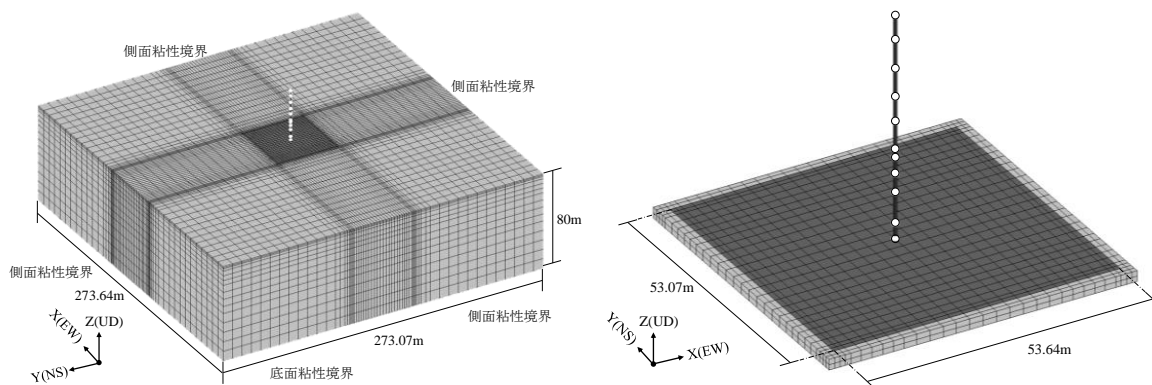 側面粘性境界
側面粘性境界
80m
側面粘性境界
273.64m
側面粘性境界
273.07m
底面粘性境界
X(EW)
Z(UD)
Y(NS)
53.07m
53.64m
Y(NS)
Z(UD)
X(EW)